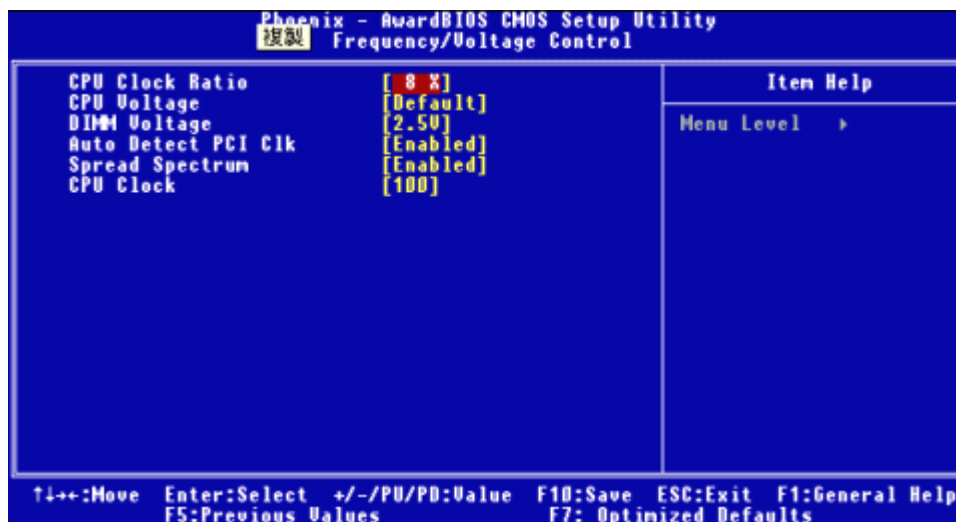 Phoenix - AwardBIOS CMOS Setup Utility
複製
Frequency/Voltage Control
CPU Clock Ratio [ 8 X]
CPU Voltage [Default]
DIMM Voltage [2.5V]
Auto Detect PCI Clk [Enabled]
Spread Spectrum [Enabled]
CPU Clock [100]
Item Help
Menu Level ▸
↑↓→←:Move Enter:Select +/-/PU/PD:Value F10:Save ESC:Exit F1:General Help
F5:Previous Values F7: Optimized Defaults